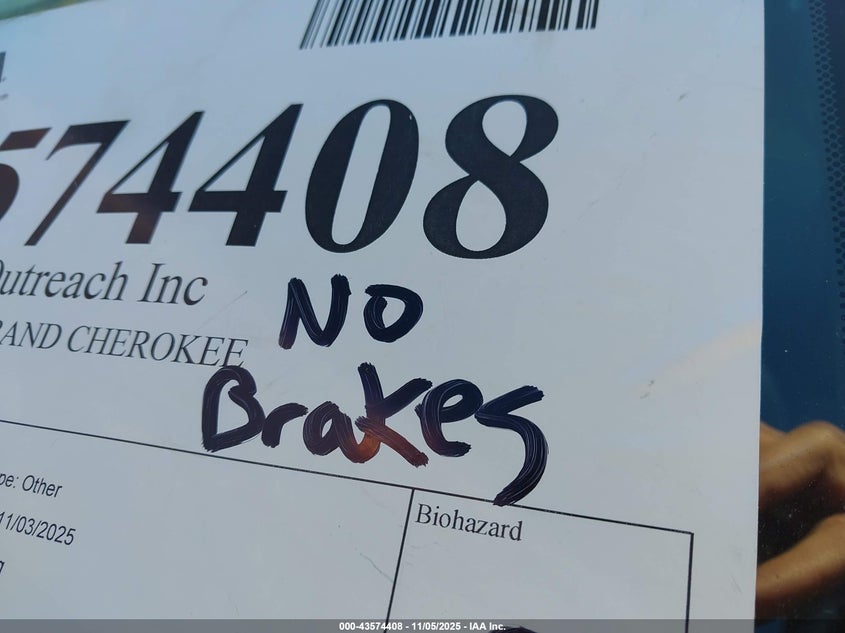 574408
Outreach Inc
RAND CHEROKEE
NO
Brakes
pe: Other
11/03/2025
g
Biohazard
000-43574408 - 11/05/2025 - IAA Inc.